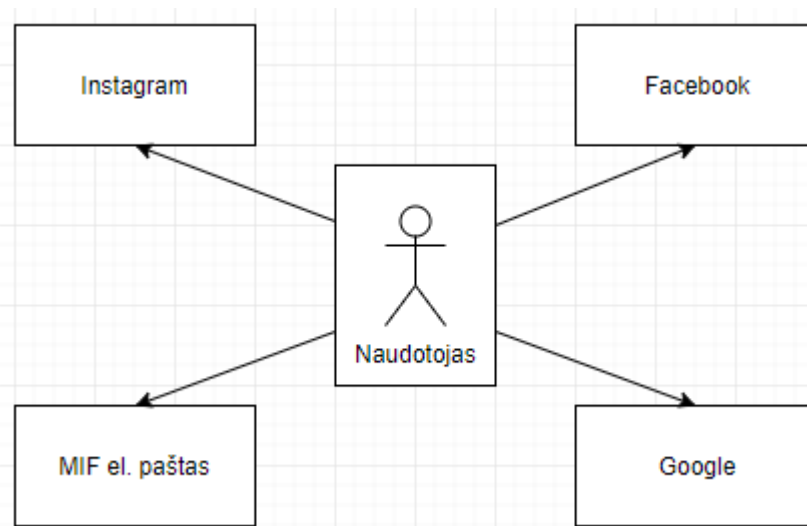 Instagram
Facebook
Naudotojas
MIF el. paštas
Google